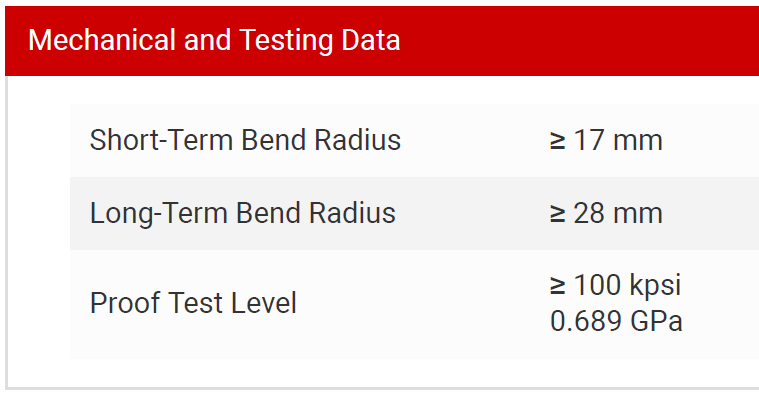 Mechanical and Testing Data
Short-Term Bend Radius ≥ 17 mm
Long-Term Bend Radius ≥ 28 mm
Proof Test Level ≥ 100 kpsi
0.689 GPa